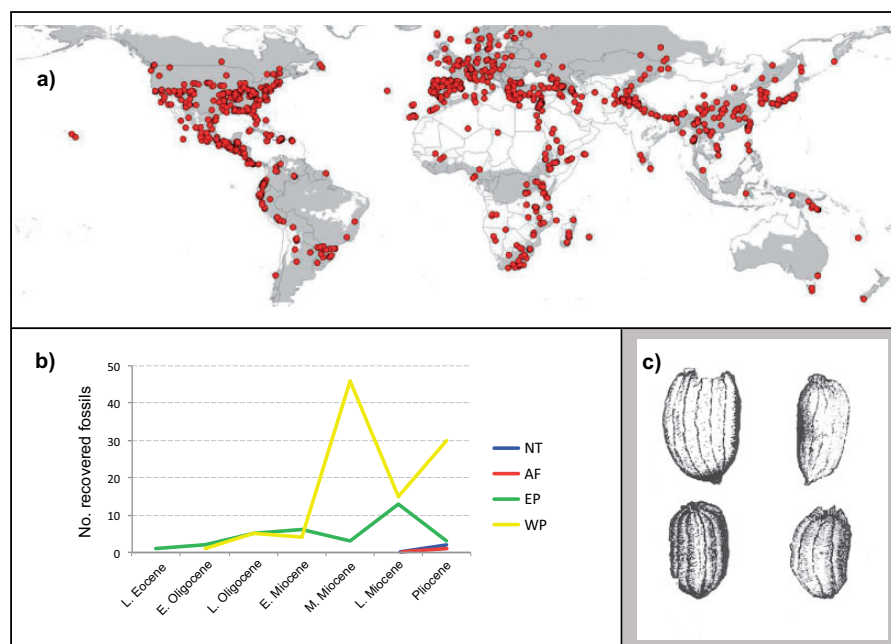 a)
b)
No. recovered fossils
50
40
30
20
10
0
L. Eocene
E. Oligocene
L. Oligocene
E. Miocene
M. Miocene
L. Miocene
Pliocene
NT
AF
EP
WP
c)